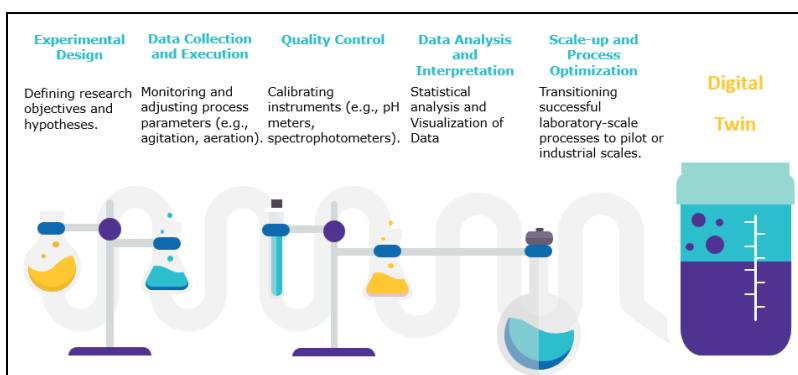 Experimental
Design
Defining research
objectives and
hypotheses.
Data Collection
and Execution
Monitoring and
adjusting process
parameters (e.g.,
agitation, aeration).
Quality Control
Calibrating
instruments (e.g., pH
meters,
spectrophotometers).
Data Analysis
and
Interpretation
Statistical
analysis and
Visualization of
Data
Scale-up and
Process
Optimization
Transitioning
successful
laboratory-scale
processes to pilot or
industrial scales.
Digital
Twin